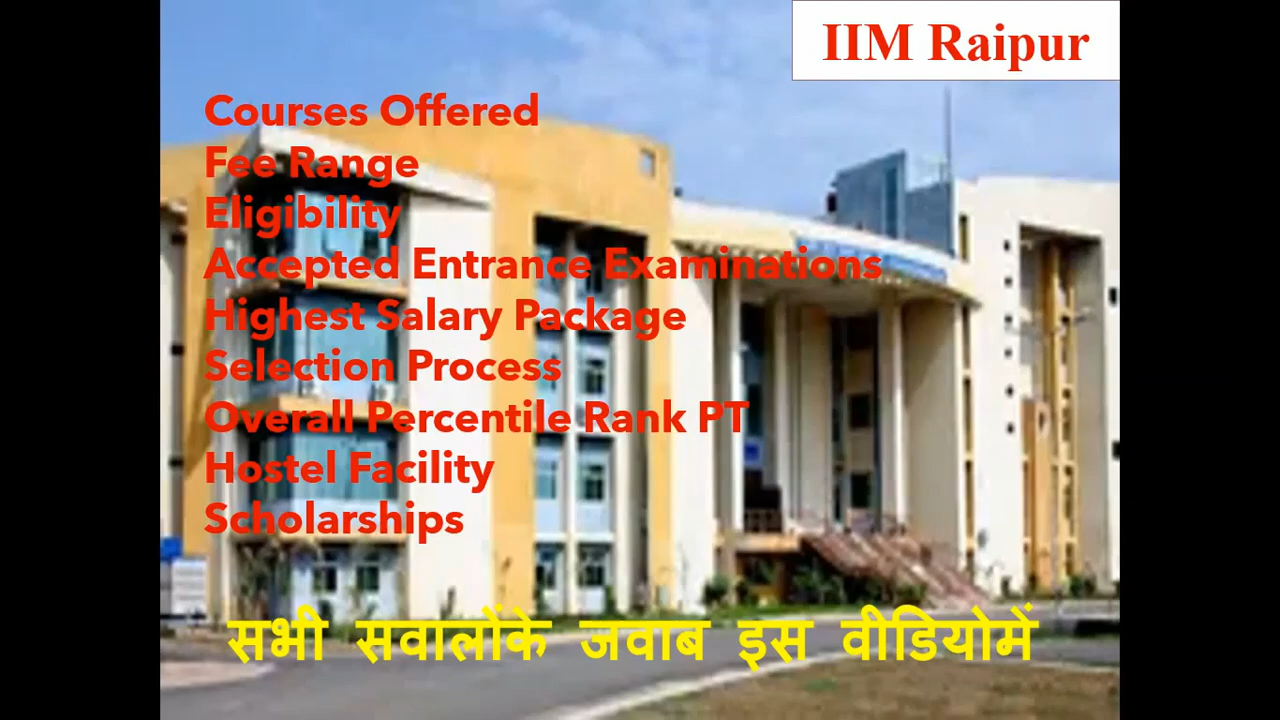 IIM Raipur
Courses Offered
Fee Range
Eligibility
Accepted Entrance Examinations
Highest Salary Package
Selection Process
Overall Percentile Rank PT
Hostel Facility
Scholarships
सभी सवालोंके जवाब इस वीडियोमें